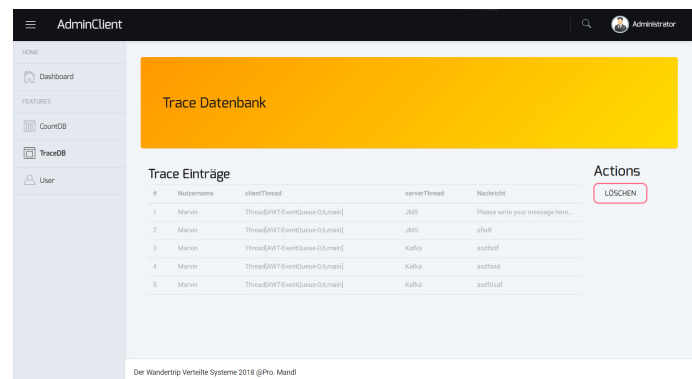 AdminClient
Administrator
HOME
Dashboard
FEATURES
CountDB
TraceDB
User
Trace Datenbank
Trace Einträge
Actions
LÖSCHEN
# Nutzername clientThread serverThread Nachricht
1 Marvin Thread[AWT-EventQueue-0,6,main] JMS Please write your message here...
2 Marvin Thread[AWT-EventQueue-0,6,main] JMS sfsdf
3 Marvin Thread[AWT-EventQueue-0,6,main] Kafka asdfsdf
4 Marvin Thread[AWT-EventQueue-0,6,main] Kafka asdfasd
5 Marvin Thread[AWT-EventQueue-0,6,main] Kafka asdfdsaf
Der Wandertrip Verteilte Systeme 2018 @Pro. Mandl